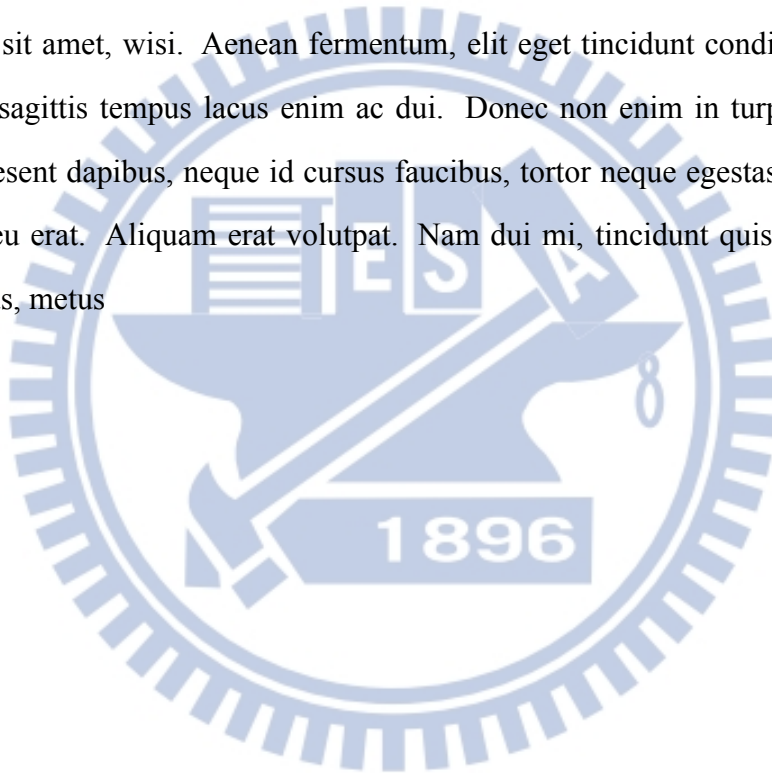 sit amet, wisi. Aenean fermentum, elit eget tincidunt condi
sagittis tempus lacus enim ac dui. Donec non enim in turp
esent dapibus, neque id cursus faucibus, tortor neque egestas
eu erat. Aliquam erat volutpat. Nam dui mi, tincidunt quis
s, metus
E S A
1896